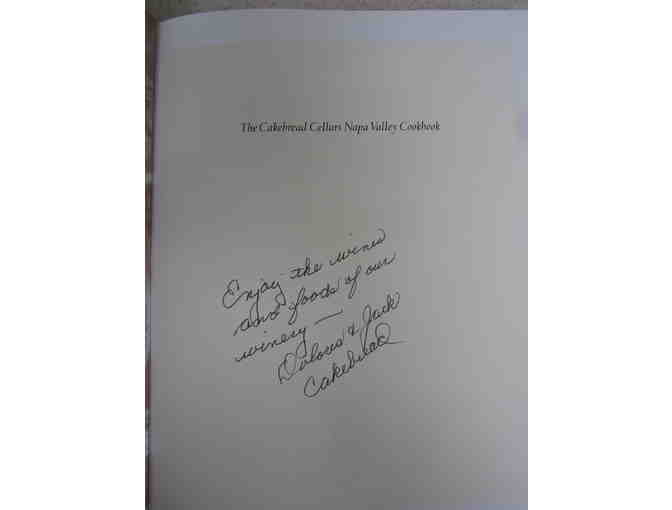 The Cakebread Cellars Napa Valley Cookbook
Enjoy the wines
and foods of our
winery —
Dolores & Jack
Cakebread